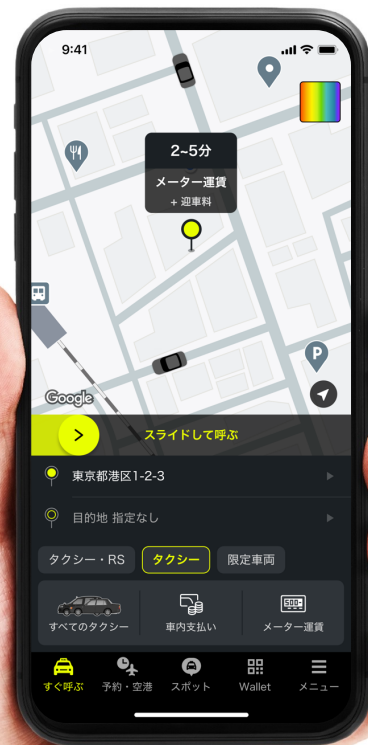 9:41
2~5分
メーター運賃
+ 迎車料
P
Google
スライドして呼ぶ
東京都港区1-2-3
目的地 指定なし
タクシー・RS
タクシー
限定車両
すべてのタクシー
車内支払い
メーター運賃
すぐ呼ぶ
予約・空港
スポット
Wallet
メニュー